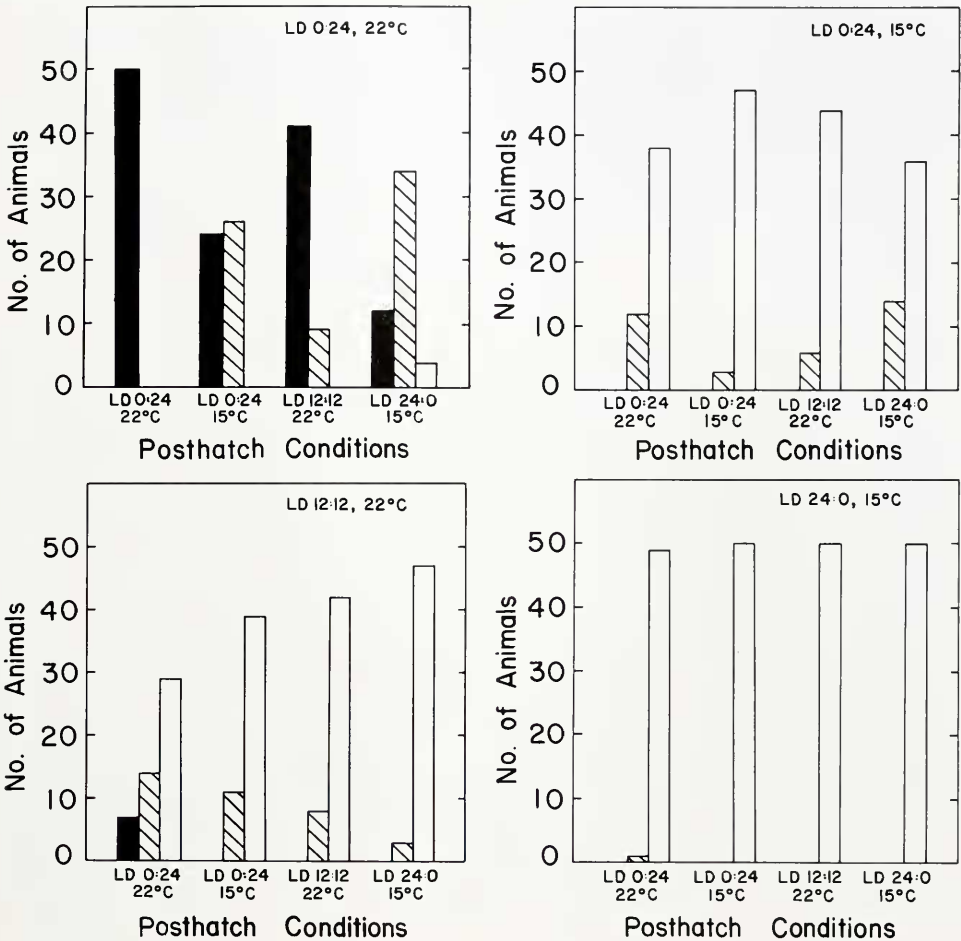 LD 0:24, 22°C
No. of Animals
50
40
30
20
10
0
LD 0:24 LD 0:24 LD 12:12 LD 24:0
22°C 15°C 22°C 15°C
Posthatch Conditions
LD 0:24, 15°C
No. of Animals
50
40
30
20
10
0
LD 0:24 LD 0:24 LD 12:12 LD 24:0
22°C 15°C 22°C 15°C
Posthatch Conditions
LD 12:12, 22°C
No. of Animals
50
40
30
20
10
0
LD 0:24 LD 0:24 LD 12:12 LD 24:0
22°C 15°C 22°C 15°C
Posthatch Conditions
LD 24:0, 15°C
No. of Animals
50
40
30
20
10
0
LD 0:24 LD 0:24 LD 12:12 LD 24:0
22°C 15°C 22°C 15°C
Posthatch Conditions